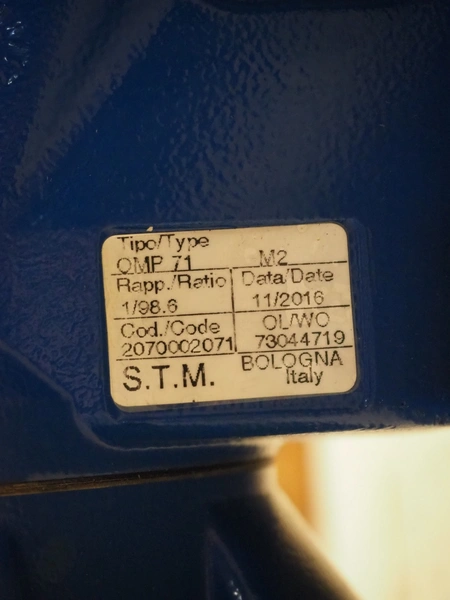 Tipo/Type
OMP 71 M2
Rapp./Ratio Data/Date
1/98.6 11/2016
Cod./Code OL/WO
2070002071 73044719
S.T.M. BOLOGNA
Italy